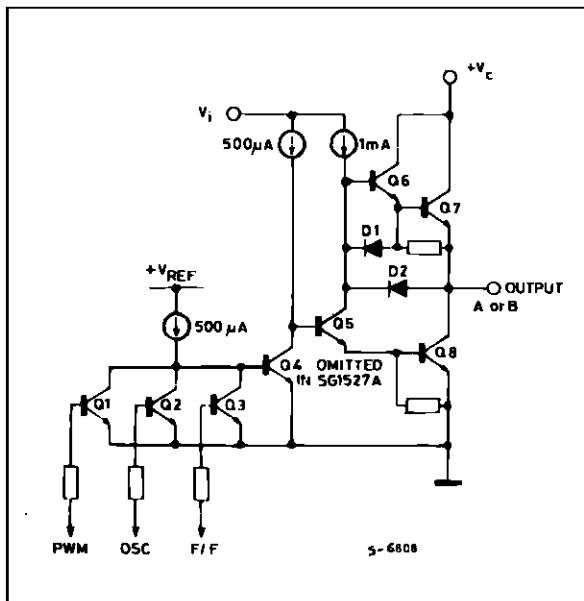 +Vc
Vi
500μA
1mA
Q6
Q7
D1
+VREF
D2
OUTPUT
A or B
500 μA
Q5
Q8
Q4
OMITTED
IN SG1527A
Q1
Q2
Q3
PWM
OSC
F/F
S-6808